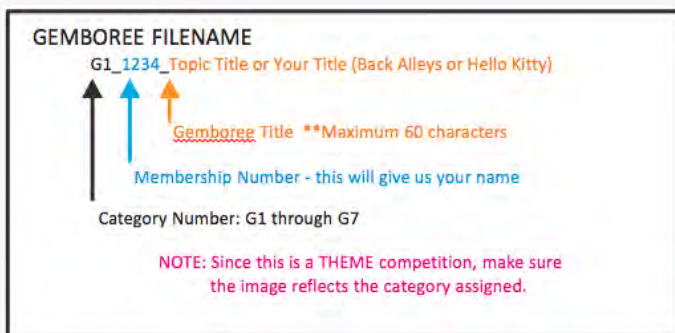 GEMBOREE FILENAME
G1_1234_Topic Title or Your Title (Back Alleys or Hello Kitty)
Gemboree Title **Maximum 60 characters
Membership Number - this will give us your name
Category Number: G1 through G7
NOTE: Since this is a THEME competition, make sure
the image reflects the category assigned.